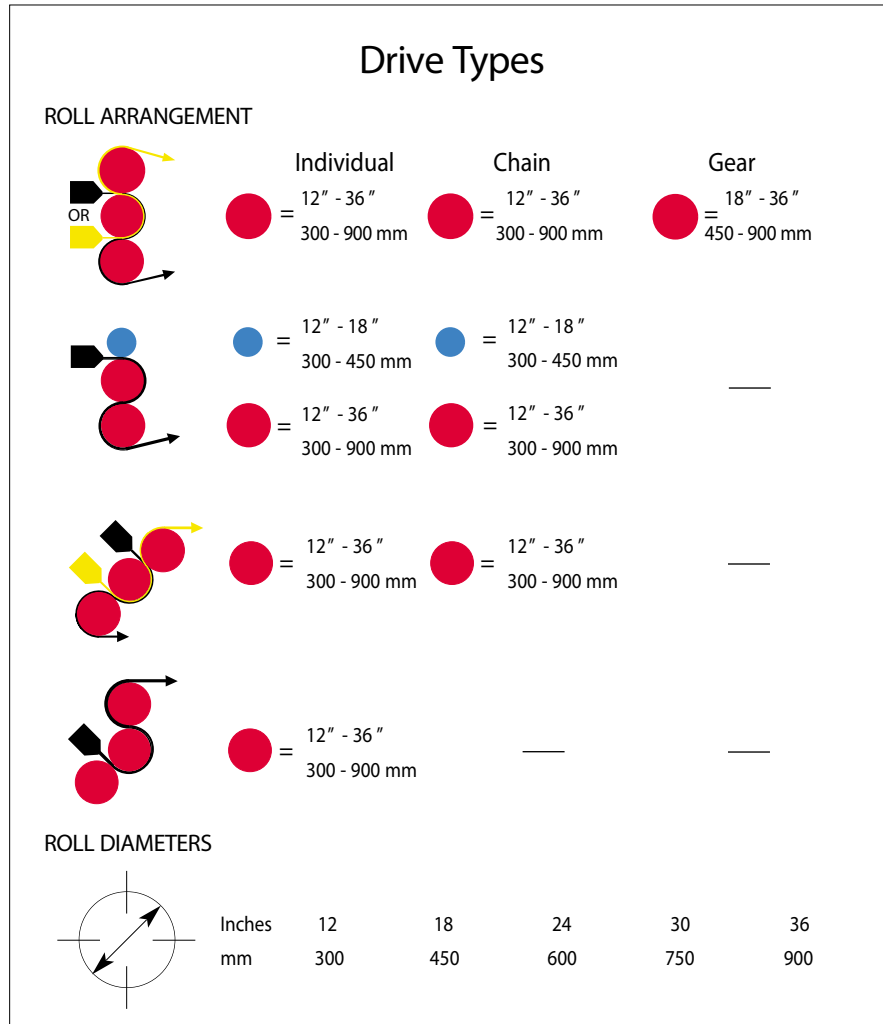 Drive Types
ROLL ARRANGEMENT
Individual Chain Gear
OR
= 12″ - 36 ″
300 - 900 mm
= 12″ - 36 ″
300 - 900 mm
= 18″ - 36 ″
450 - 900 mm
= 12″ - 18 ″
300 - 450 mm
= 12″ - 18 ″
300 - 450 mm
—
= 12″ - 36 ″
300 - 900 mm
= 12″ - 36 ″
300 - 900 mm
= 12″ - 36 ″
300 - 900 mm
= 12″ - 36 ″
300 - 900 mm
—
= 12″ - 36 ″
300 - 900 mm
— —
ROLL DIAMETERS
Inches 12 18 24 30 36
mm 300 450 600 750 900